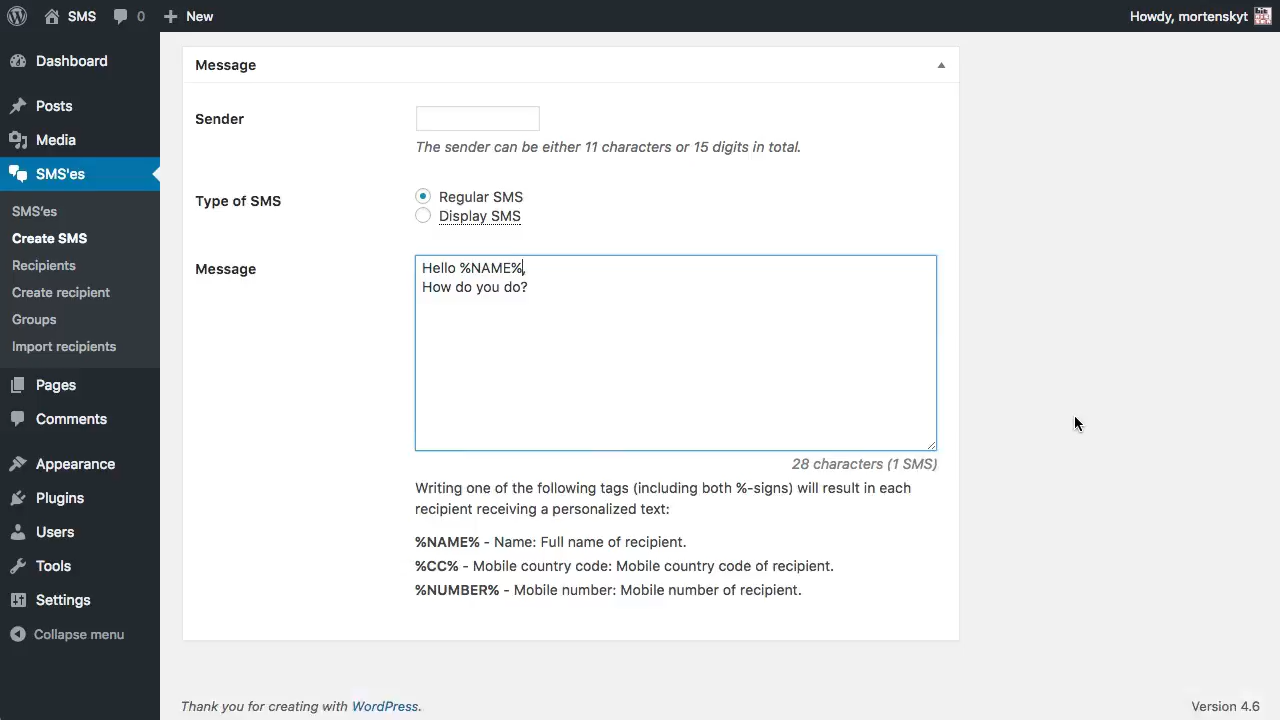 SMS 0 New Howdy, mortenskyt
Dashboard
Posts
Media
SMS'es
SMS'es
Create SMS
Recipients
Create recipient
Groups
Import recipients
Pages
Comments
Appearance
Plugins
Users
Tools
Settings
Collapse menu
Message
Sender
The sender can be either 11 characters or 15 digits in total.
Type of SMS
Regular SMS
Display SMS
Message
Hello %NAME%,
How do you do?
28 characters (1 SMS)
Writing one of the following tags (including both %-signs) will result in each
recipient receiving a personalized text:
%NAME% - Name: Full name of recipient.
%CC% - Mobile country code: Mobile country code of recipient.
%NUMBER% - Mobile number: Mobile number of recipient.
Thank you for creating with WordPress. Version 4.6